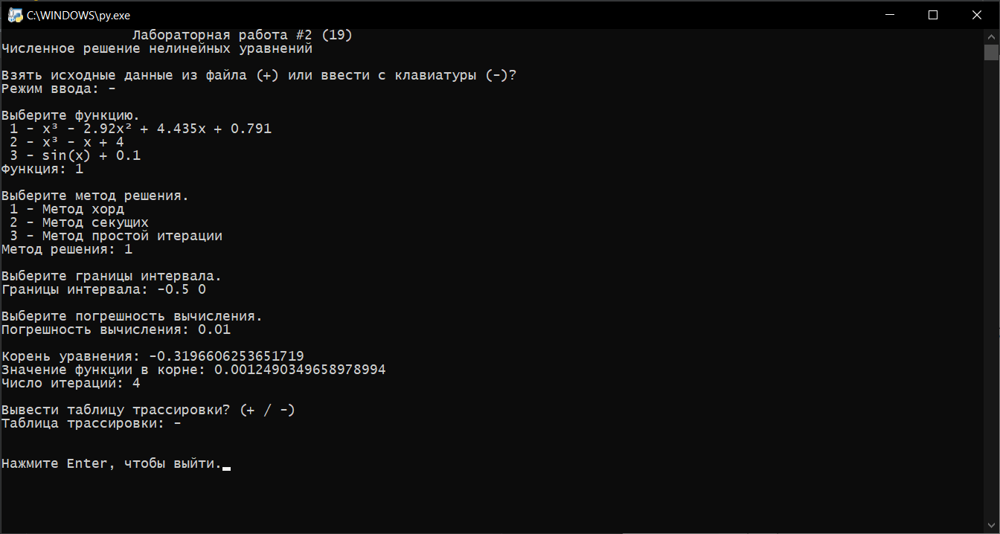 C:\WINDOWS\py.exe
Лабораторная работа #2 (19)
Численное решение нелинейных уравнений
Взять исходные данные из файла (+) или ввести с клавиатуры (-)?
Режим ввода: -
Выберите функцию.
1 - x³ - 2.92x² + 4.435x + 0.791
2 - x³ - x + 4
3 - sin(x) + 0.1
Функция: 1
Выберите метод решения.
1 - Метод хорд
2 - Метод секущих
3 - Метод простой итерации
Метод решения: 1
Выберите границы интервала.
Границы интервала: -0.5 0
Выберите погрешность вычисления.
Погрешность вычисления: 0.01
Корень уравнения: -0.3196606253651719
Значение функции в корне: 0.0012490349658978994
Число итераций: 4
Вывести таблицу трассировки? (+ / -)
Таблица трассировки: -
Нажмите Enter, чтобы выйти.